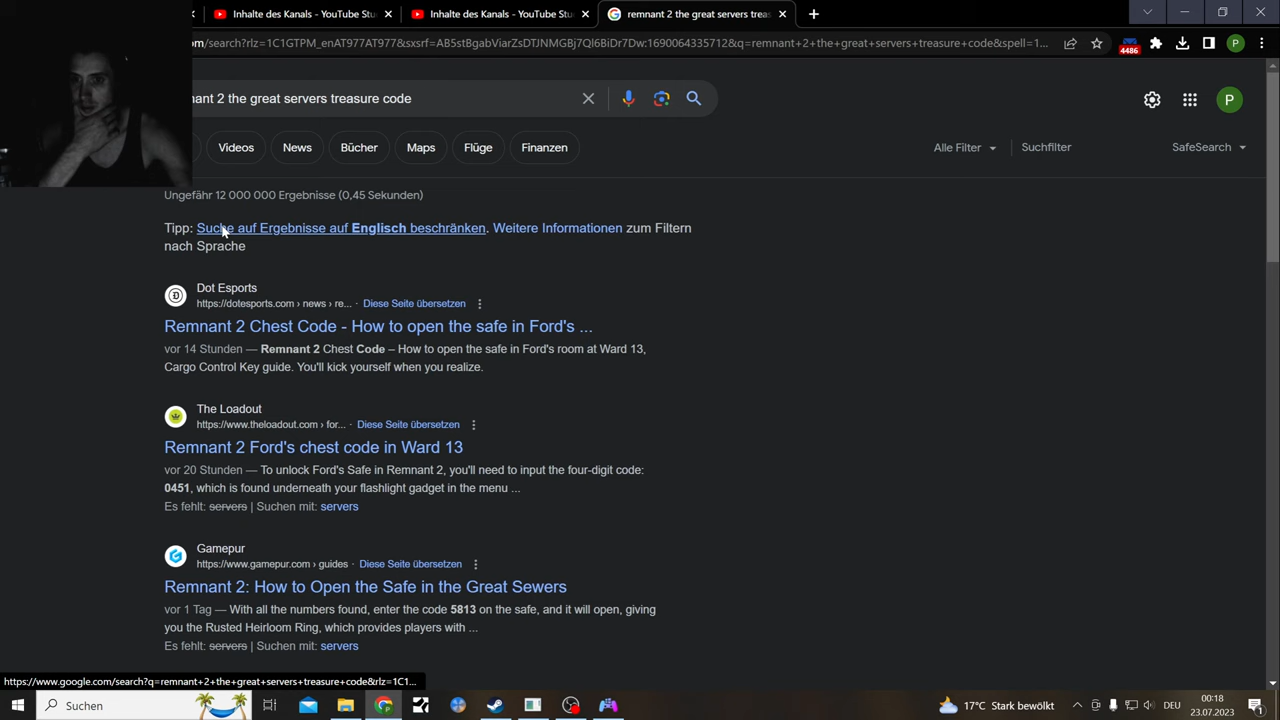 Inhalte des Kanals - YouTube Stu
Inhalte des Kanals - YouTube Stu
remnant 2 the great servers treas
om/search?rlz=1C1GTPM_enAT977AT977&sxsrf=AB5stBgabViarZsDTJNMGBj7Ql6BiDr7Dw:1690064335712&q=remnant+2+the+great+servers+treasure+code&spell=1...
4486
P
nant 2 the great servers treasure code
P
Videos
News
Bücher
Maps
Flüge
Finanzen
Alle Filter
Suchfilter
SafeSearch
Ungefähr 12 000 000 Ergebnisse (0,45 Sekunden)
Tipp: Suche auf Ergebnisse auf Englisch beschränken. Weitere Informationen zum Filtern
nach Sprache
Dot Esports
https://dotesports.com › news › re... · Diese Seite übersetzen
Remnant 2 Chest Code - How to open the safe in Ford's ...
vor 14 Stunden — Remnant 2 Chest Code – How to open the safe in Ford's room at Ward 13,
Cargo Control Key guide. You'll kick yourself when you realize.
The Loadout
https://www.theloadout.com › for... · Diese Seite übersetzen
Remnant 2 Ford's chest code in Ward 13
vor 20 Stunden — To unlock Ford's Safe in Remnant 2, you'll need to input the four-digit code:
0451, which is found underneath your flashlight gadget in the menu ...
Es fehlt: servers | Suchen mit: servers
Gamepur
https://www.gamepur.com › guides · Diese Seite übersetzen
Remnant 2: How to Open the Safe in the Great Sewers
vor 1 Tag — With all the numbers found, enter the code 5813 on the safe, and it will open, giving
you the Rusted Heirloom Ring, which provides players with ...
Es fehlt: servers | Suchen mit: servers
https://www.google.com/search?q=remnant+2+the+great+servers+treasure+code&rlz=1C1...
Suchen
17°C Stark bewölkt
DEU
00:18
23.07.2023
1